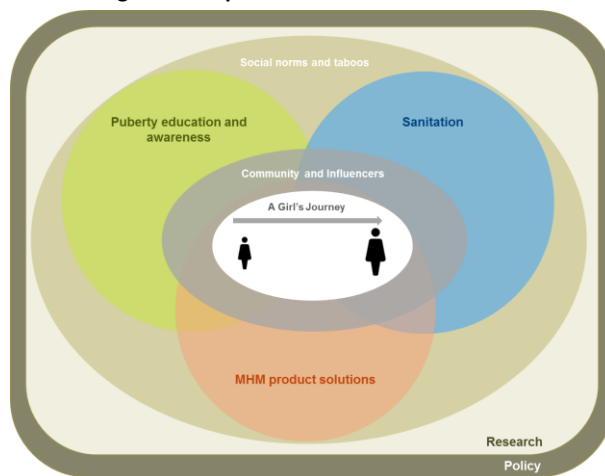 Social norms and taboos
Puberty education and
awareness
Sanitation
Community and Influencers
A Girl's Journey
MHM product solutions
Research
Policy